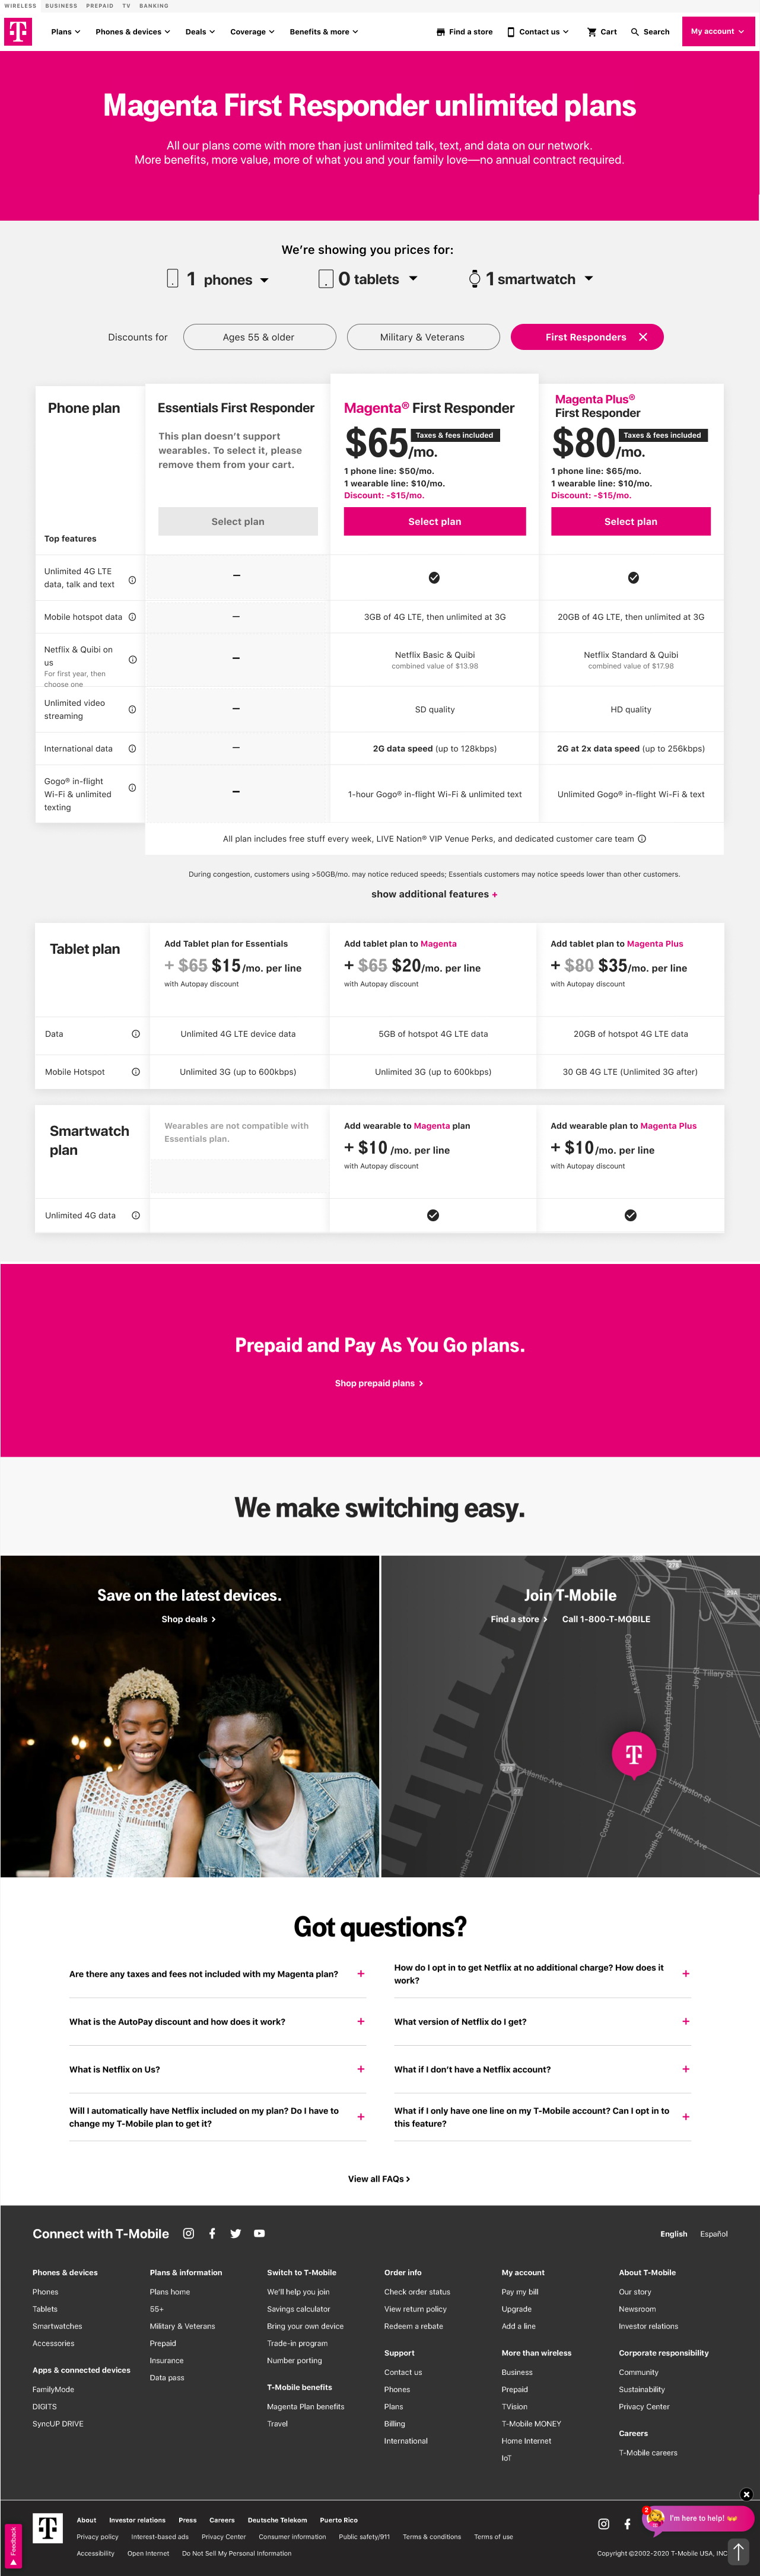 WIRELESS BUSINESS PREPAID TV BANKING
Plans Phones & devices Deals Coverage Benefits & more Find a store Contact us Cart Search My account
Magenta First Responder unlimited plans
All our plans come with more than just unlimited talk, text, and data on our network.
More benefits, more value, more of what you and your family love—no annual contract required.
We're showing you prices for:
1 phones 0 tablets 1 smartwatch
Discounts for Ages 55 & older Military & Veterans First Responders
Phone plan
Top features
Essentials First Responder
This plan doesn't support
wearables. To select it, please
remove them from your cart.
Select plan
Magenta® First Responder
$65/mo. Taxes & fees included
1 phone line: $50/mo.
1 wearable line: $10/mo.
Discount: -$15/mo.
Select plan
Magenta Plus®
First Responder
$80/mo. Taxes & fees included
1 phone line: $65/mo.
1 wearable line: $10/mo.
Discount: -$15/mo.
Select plan
Unlimited 4G LTE
data, talk and text
–
Mobile hotspot data – 3GB of 4G LTE, then unlimited at 3G 20GB of 4G LTE, then unlimited at 3G
Netflix & Quibi on
us
For first year, then
choose one
–
Netflix Basic & Quibi
combined value of $13.98
Netflix Standard & Quibi
combined value of $17.98
Unlimited video
streaming
– SD quality HD quality
International data – 2G data speed (up to 128kbps) 2G at 2x data speed (up to 256kbps)
Gogo® in-flight
Wi-Fi & unlimited
texting
– 1-hour Gogo® in-flight Wi-Fi & unlimited text Unlimited Gogo® in-flight Wi-Fi & text
All plan includes free stuff every week, LIVE Nation® VIP Venue Perks, and dedicated customer care team
During congestion, customers using >50GB/mo. may notice reduced speeds; Essentials customers may notice speeds lower than other customers.
show additional features +
Tablet plan
Add Tablet plan for Essentials
+ $65 $15/mo. per line
with Autopay discount
Add tablet plan to Magenta
+ $65 $20/mo. per line
with Autopay discount
Add tablet plan to Magenta Plus
+ $80 $35/mo. per line
with Autopay discount
Data Unlimited 4G LTE device data 5GB of hotspot 4G LTE data 20GB of hotspot 4G LTE data
Mobile Hotspot Unlimited 3G (up to 600kbps) Unlimited 3G (up to 600kbps) 30 GB 4G LTE (Unlimited 3G after)
Smartwatch
plan
Wearables are not compatible with
Essentials plan.
Add wearable to Magenta plan
+ $10 /mo. per line
with Autopay discount
Add wearable plan to Magenta Plus
+ $10/mo. per line
with Autopay discount
Unlimited 4G data
Prepaid and Pay As You Go plans.
Shop prepaid plans
We make switching easy.
Save on the latest devices.
Shop deals
Join T-Mobile
Find a store Call 1-800-T-MOBILE
278
28A
29A
Cadman Plaza W
Brooklyn Bridge Blvd
Jay St
Tillary St
278
27
Atlantic Ave
Court St
Boerum Pl
Livingston St
Smith St
Atlantic Ave
Got questions?
Are there any taxes and fees not included with my Magenta plan? +
How do I opt in to get Netflix at no additional charge? How does it
work? +
What is the AutoPay discount and how does it work? +
What version of Netflix do I get? +
What is Netflix on Us? +
What if I don't have a Netflix account? +
Will I automatically have Netflix included on my plan? Do I have to
change my T-Mobile plan to get it? +
What if I only have one line on my T-Mobile account? Can I opt in to
this feature? +
View all FAQs
Connect with T-Mobile
English Español
Phones & devices
Phones
Tablets
Smartwatches
Accessories
Apps & connected devices
FamilyMode
DIGITS
SyncUP DRIVE
Plans & information
Plans home
55+
Military & Veterans
Prepaid
Insurance
Data pass
Switch to T-Mobile
We'll help you join
Savings calculator
Bring your own device
Trade-in program
Number porting
T-Mobile benefits
Magenta Plan benefits
Travel
Order info
Check order status
View return policy
Redeem a rebate
Support
Contact us
Phones
Plans
Billing
International
My account
Pay my bill
Upgrade
Add a line
More than wireless
Business
Prepaid
TVision
T-Mobile MONEY
Home Internet
IoT
About T-Mobile
Our story
Newsroom
Investor relations
Corporate responsibility
Community
Sustainability
Privacy Center
Careers
T-Mobile careers
About Investor relations Press Careers Deutsche Telekom Puerto Rico
Privacy policy Interest-based ads Privacy Center Consumer information Public safety/911 Terms & conditions Terms of use
Accessibility Open Internet Do Not Sell My Personal Information
Copyright ©2002-2020 T-Mobile USA, INC
2
I'm here to help!
Feedback